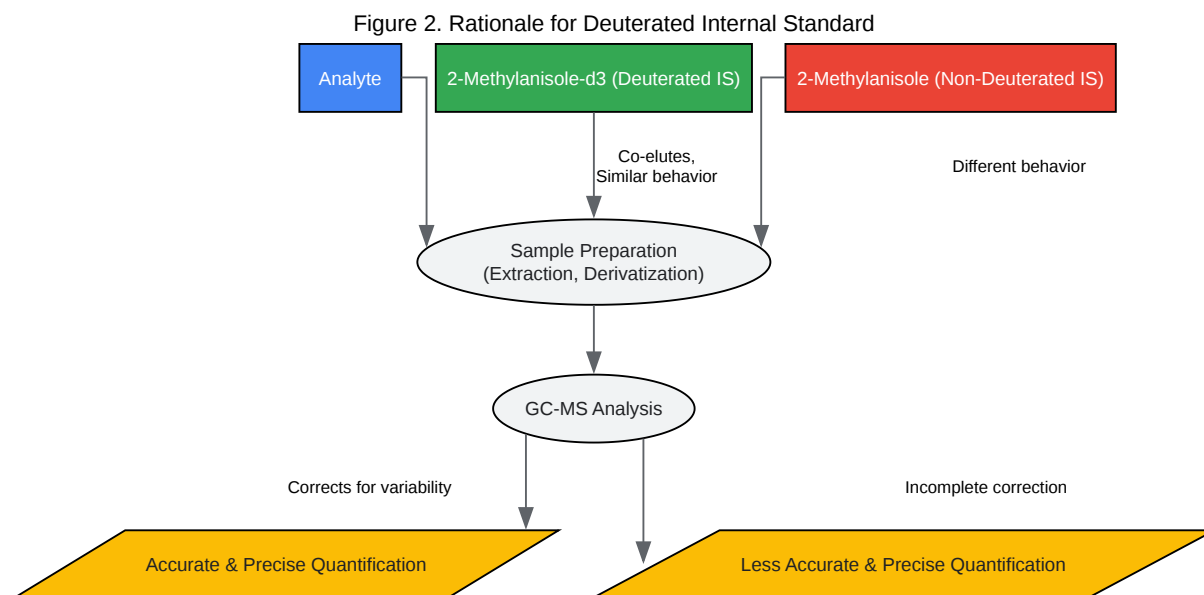 Figure 2. Rationale for Deuterated Internal Standard
Analyte
2-Methylanisole-d3 (Deuterated IS)
2-Methylanisole (Non-Deuterated IS)
Co-elutes,
Similar behavior
Different behavior
Sample Preparation
(Extraction, Derivatization)
GC-MS Analysis
Corrects for variability
Incomplete correction
Accurate & Precise Quantification
Less Accurate & Precise Quantification